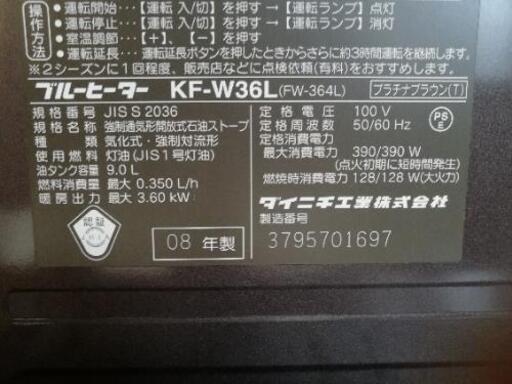 操作方法
●運転開始…【運転 入/切】を押す→【運転ランプ】点灯
●運転停止…【運転 入/切】を押す→【運転ランプ】消灯
●室温調節…【+】、【−】を押す
●運転延長…運転延長ボタンを押したときからさらに約3時間運転を継続します。
※2シーズンに1回程度、販売店などに点検依頼(有料)をおすすめします。
ブルーヒーター KF-W36L(FW-364L) プラチナブラウン(T)
規格番号 JIS S 2036
規格名 強制通気形開放式石油ストーブ
種類 気化式・強制対流形
使用燃料 灯油(JIS1号灯油)
油タンク容量 9.0 L
燃料消費量 最大 0.350 L/h
暖房出力 最大 3.60 kW
定格電圧 100 V
定格周波数 50/60 Hz
定格消費電力
最大消費電力 390/390 W
(点火初期に短時間発生)
燃焼時消費電力 128/128 W(大火力)
PS
E
ダイニチ工業株式会社
製造番号
3795701697
認証
08 年製